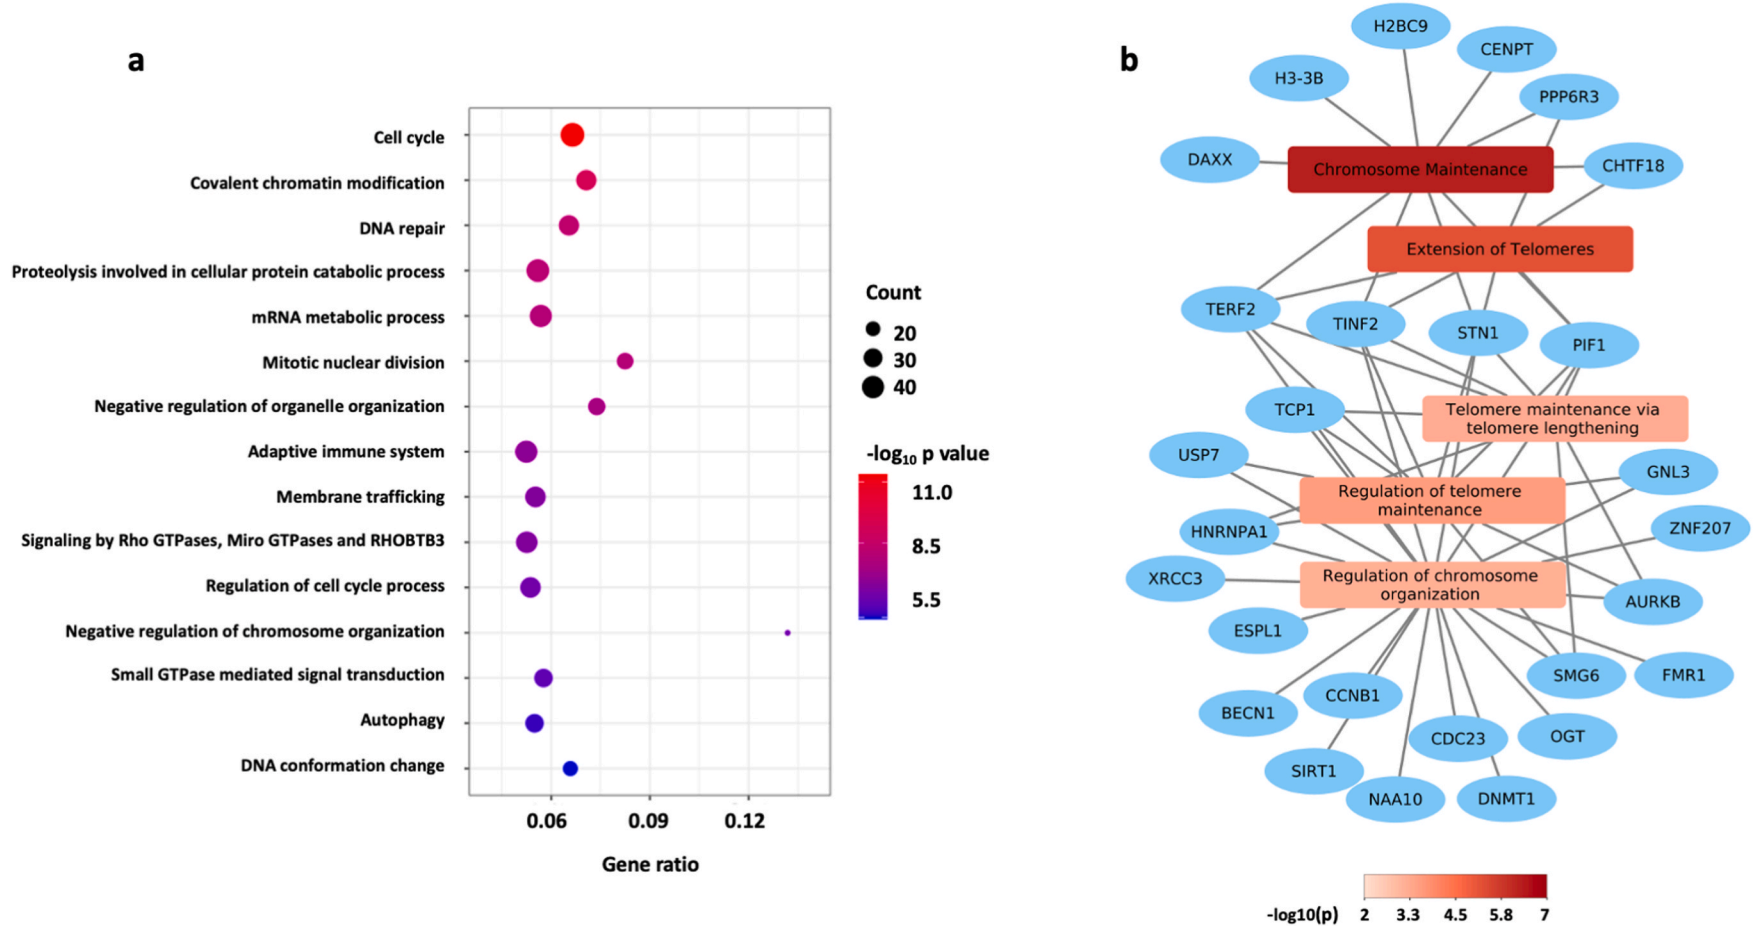 a
Cell cycle
Covalent chromatin modification
DNA repair
Proteolysis involved in cellular protein catabolic process
mRNA metabolic process
Mitotic nuclear division
Negative regulation of organelle organization
Adaptive immune system
Membrane trafficking
Signaling by Rho GTPases, Miro GTPases and RHOBTB3
Regulation of cell cycle process
Negative regulation of chromosome organization
Small GTPase mediated signal transduction
Autophagy
DNA conformation change
0.06 0.09 0.12
Gene ratio
Count
20
30
40
-log₁₀ p value
11.0
8.5
5.5
b
H2BC9
CENPT
H3-3B
PPP6R3
DAXX
Chromosome Maintenance
CHTF18
Extension of Telomeres
TERF2
TINF2
STN1
PIF1
TCP1
Telomere maintenance via
telomere lengthening
USP7
GNL3
Regulation of telomere
maintenance
HNRNPA1
ZNF207
XRCC3
Regulation of chromosome
organization
AURKB
ESPL1
SMG6
FMR1
CCNB1
BECN1
CDC23
OGT
SIRT1
NAA10
DNMT1
-log10(p) 2 3.3 4.5 5.8 7